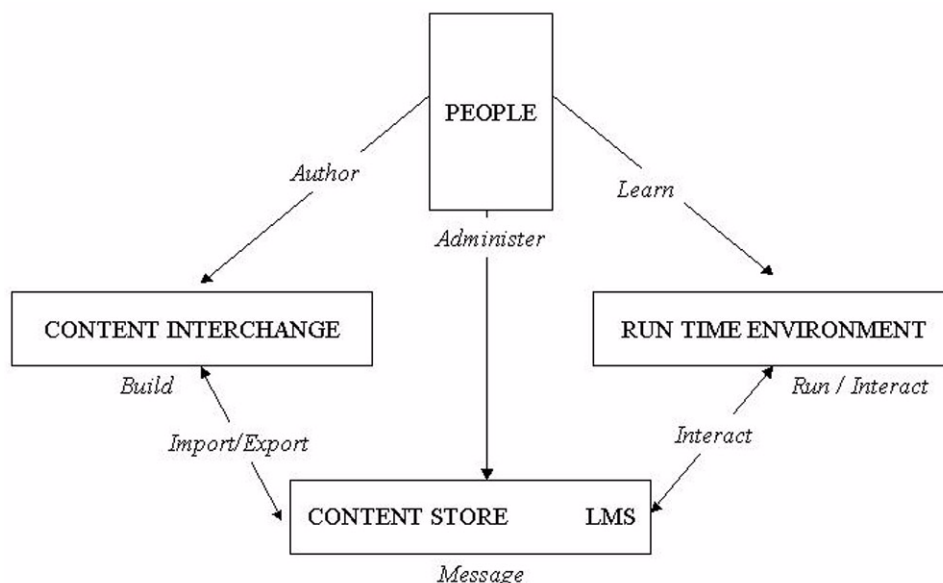 PEOPLE
Author
Learn
Administer
CONTENT INTERCHANGE
RUN TIME ENVIRONMENT
Build
Run / Interact
Import/Export
Interact
CONTENT STORE LMS
Message